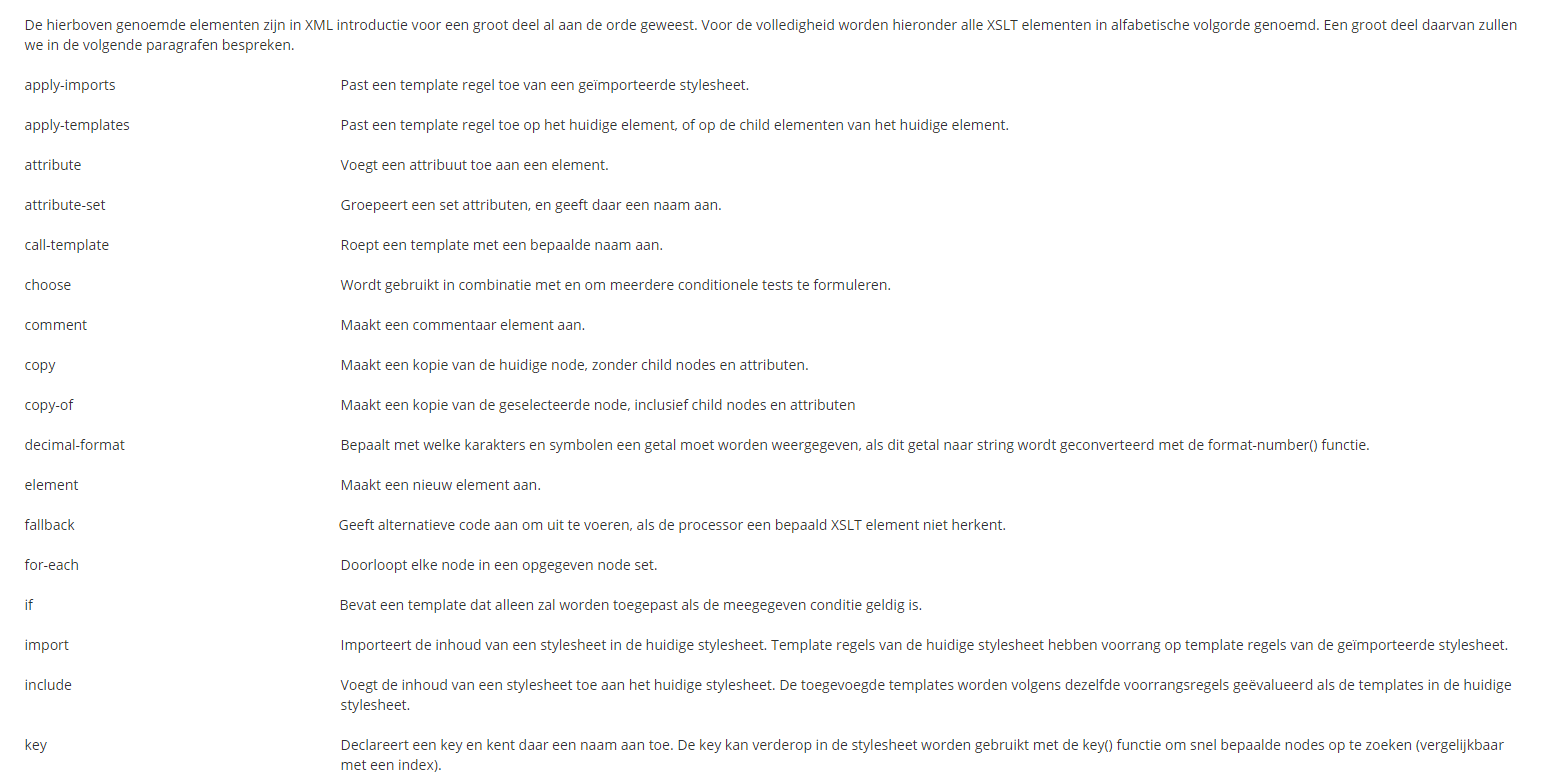 De hierboven genoemde elementen zijn in XML introductie voor een groot deel al aan de orde geweest. Voor de volledigheid worden hieronder alle XSLT elementen in alfabetische volgorde genoemd. Een groot deel daarvan zullen
we in de volgende paragrafen bespreken.
apply-imports Past een template regel toe van een geïmporteerde stylesheet.
apply-templates Past een template regel toe op het huidige element, of op de child elementen van het huidige element.
attribute Voegt een attribuut toe aan een element.
attribute-set Groepeert een set attributen, en geeft daar een naam aan.
call-template Roept een template met een bepaalde naam aan.
choose Wordt gebruikt in combinatie met en om meerdere conditionele tests te formuleren.
comment Maakt een commentaar element aan.
copy Maakt een kopie van de huidige node, zonder child nodes en attributen.
copy-of Maakt een kopie van de geselecteerde node, inclusief child nodes en attributen
decimal-format Bepaalt met welke karakters en symbolen een getal moet worden weergegeven, als dit getal naar string wordt geconverteerd met de format-number() functie.
element Maakt een nieuw element aan.
fallback Geeft alternatieve code aan om uit te voeren, als de processor een bepaald XSLT element niet herkent.
for-each Doorloopt elke node in een opgegeven node set.
if Bevat een template dat alleen zal worden toegepast als de meegegeven conditie geldig is.
import Importeert de inhoud van een stylesheet in de huidige stylesheet. Template regels van de huidige stylesheet hebben voorrang op template regels van de geïmporteerde stylesheet.
include Voegt de inhoud van een stylesheet toe aan het huidige stylesheet. De toegevoegde templates worden volgens dezelfde voorrangsregels geëvalueerd als de templates in de huidige
stylesheet.
key Declareert een key en kent daar een naam aan toe. De key kan verderop in de stylesheet worden gebruikt met de key() functie om snel bepaalde nodes op te zoeken (vergelijkbaar
met een index).